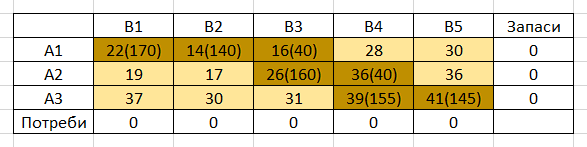 B1 B2 B3 B4 B5 Запаси
A1 22(170) 14(140) 16(40) 28 30 0
A2 19 17 26(160) 36(40) 36 0
A3 37 30 31 39(155) 41(145) 0
Потреби 0 0 0 0 0